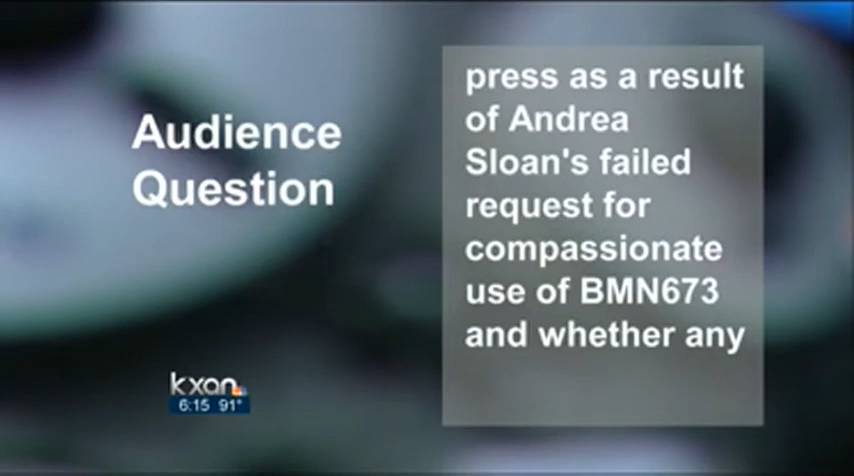 Audience
Question
press as a result
of Andrea
Sloan's failed
request for
compassionate
use of BMN673
and whether any
kxan
6:15 91°